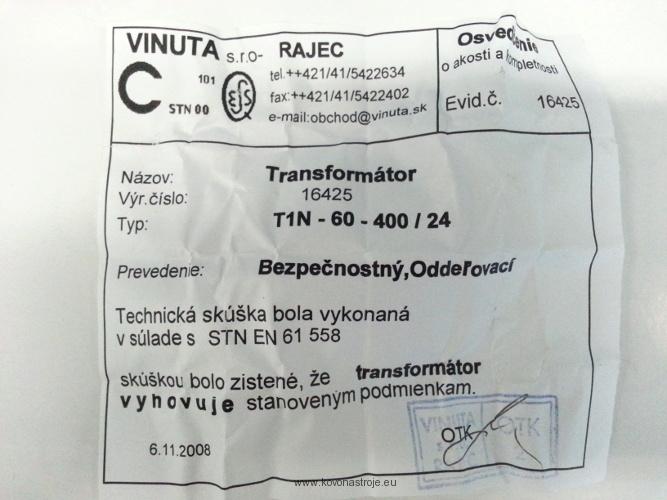 VINUTA s.r.o- RAJEC
C 101
STN 00
tel.++421/41/5422634
fax:++421/41/5422402
e-mail:obchod@vinuta.sk
Osvedčenie
o akosti a kompletnosti
Evid.č. 16425
Názov: Transformátor
Výr.číslo: 16425
Typ: T1N - 60 - 400 / 24
Prevedenie: Bezpečnostný,Oddeľovací
Technická skúška bola vykonaná
v súlade s STN EN 61 558
skúškou bolo zistené, že transformátor
vyhovuje stanoveným podmienkam.
6.11.2008
OTK
VINUTA OTK
www.kovonastroje.eu